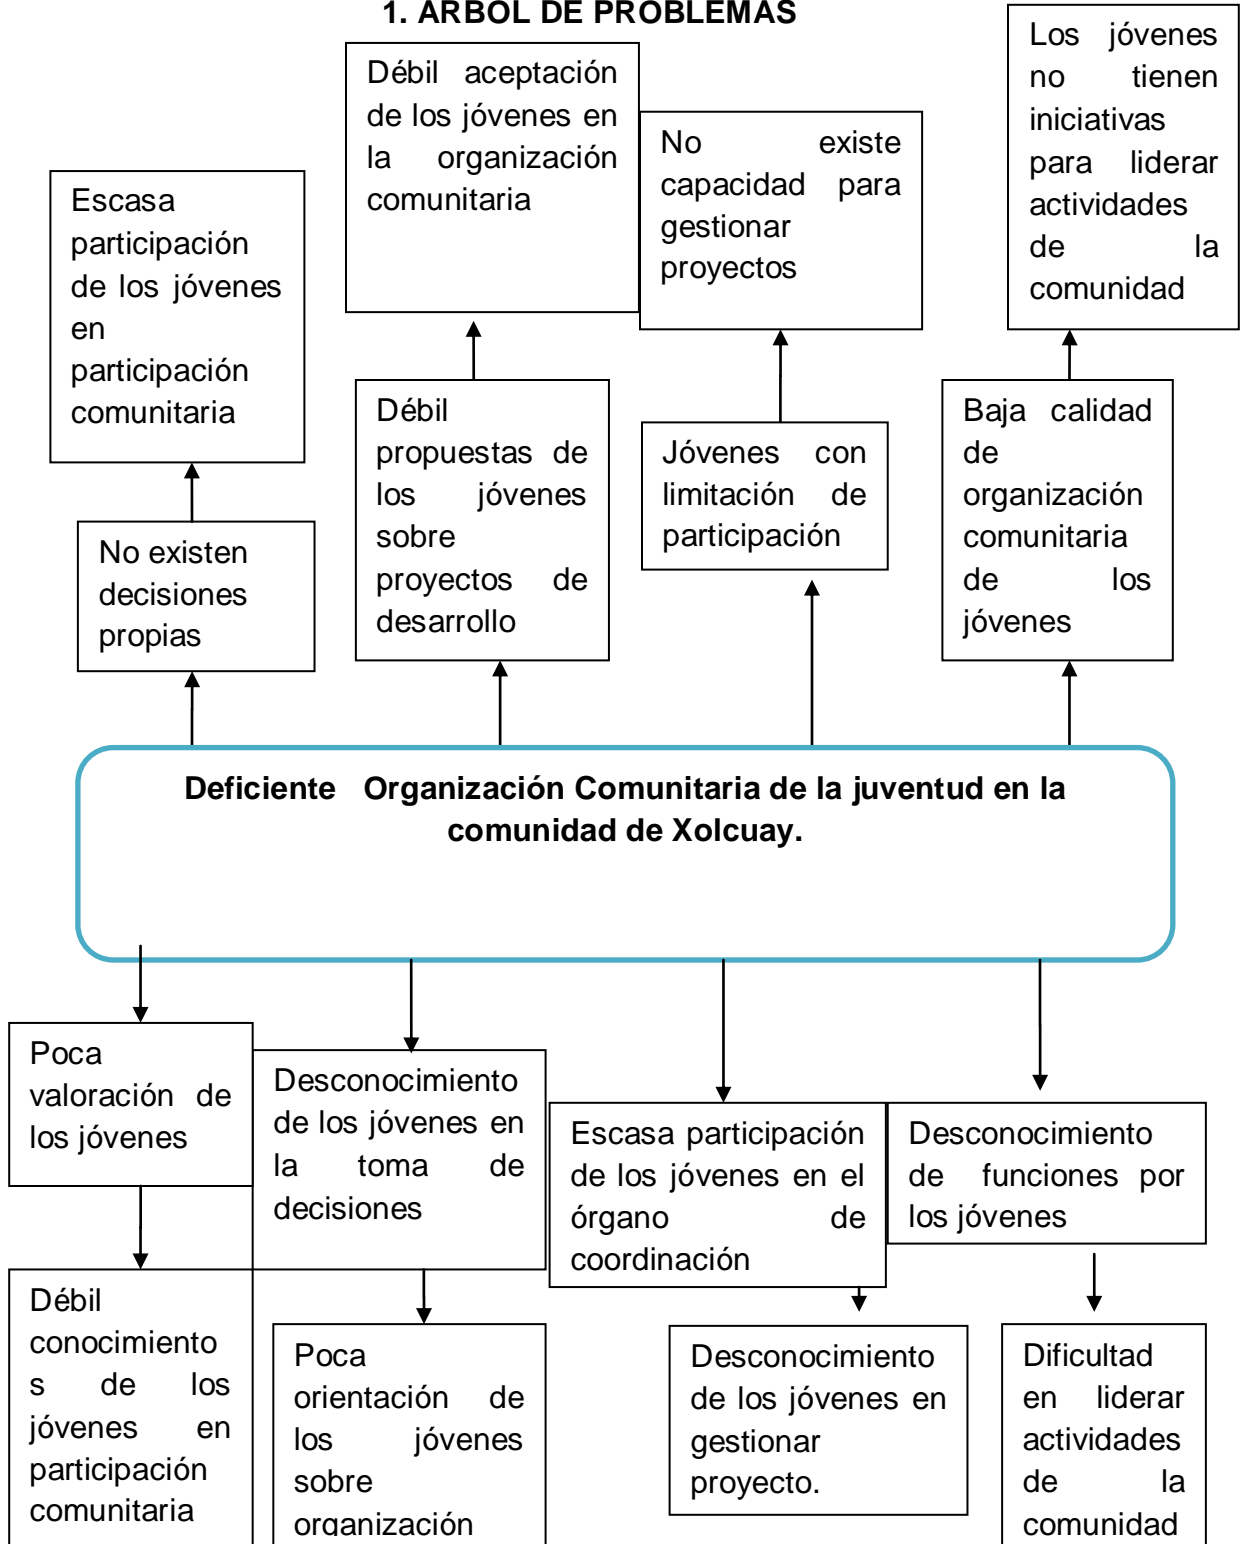 1. ARBOL DE PROBLEMAS
Débil aceptación
de los jóvenes en
la organización
comunitaria
No existe
capacidad para
gestionar
proyectos
Los jóvenes
no tienen
iniciativas
para liderar
actividades
de la
comunidad
Escasa
participación
de los jóvenes
en
participación
comunitaria
No existen
decisiones
propias
Débil
propuestas de
los jóvenes
sobre
proyectos de
desarrollo
Jóvenes con
limitación de
participación
Baja calidad
de
organización
comunitaria
de los
jóvenes
Deficiente Organización Comunitaria de la juventud en la
comunidad de Xolcuay.
Poca
valoración de
los jóvenes
Desconocimiento
de los jóvenes en
la toma de
decisiones
Escasa participación
de los jóvenes en el
órgano de
coordinación
Desconocimiento
de funciones por
los jóvenes
Débil
conocimiento
s de los
jóvenes en
participación
comunitaria
Poca
orientación de
los jóvenes
sobre
organización
Desconocimiento
de los jóvenes en
gestionar
proyecto.
Dificultad
en liderar
actividades
de la
comunidad